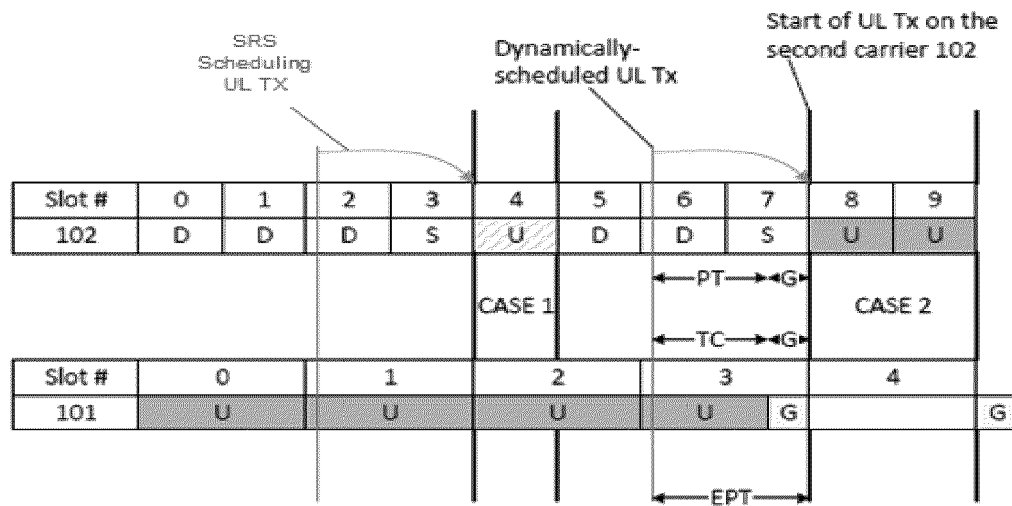 SRS
Scheduling
UL TX
Dynamically-
scheduled UL Tx
Start of UL Tx on the
second carrier 102
Slot # 0 1 2 3 4 5 6 7 8 9
102 D D D S U D D S U U
PT G
CASE 1 CASE 2
TC G
Slot # 0 1 2 3 4
101 U U U U G G
EPT